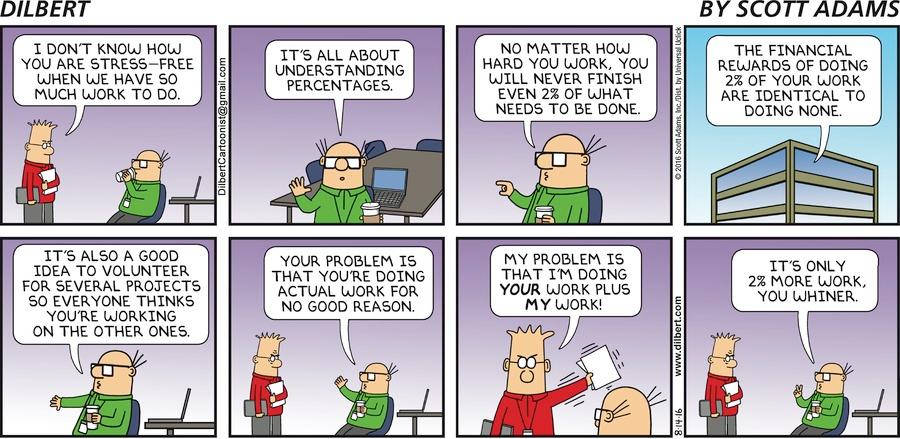 DILBERT
BY SCOTT ADAMS
I DON'T KNOW HOW
YOU ARE STRESS–FREE
WHEN WE HAVE SO
MUCH WORK TO DO.
DilbertCartoonist@gmail.com
IT'S ALL ABOUT
UNDERSTANDING
PERCENTAGES.
NO MATTER HOW
HARD YOU WORK, YOU
WILL NEVER FINISH
EVEN 2% OF WHAT
NEEDS TO BE DONE.
© 2016 Scott Adams, Inc./Dist. by Universal Uclick
THE FINANCIAL
REWARDS OF DOING
2% OF YOUR WORK
ARE IDENTICAL TO
DOING NONE.
IT'S ALSO A GOOD
IDEA TO VOLUNTEER
FOR SEVERAL PROJECTS
SO EVERYONE THINKS
YOU'RE WORKING
ON THE OTHER ONES.
YOUR PROBLEM IS
THAT YOU'RE DOING
ACTUAL WORK FOR
NO GOOD REASON.
MY PROBLEM IS
THAT I'M DOING
YOUR WORK PLUS
MY WORK!
8-14-16
www.dilbert.com
IT'S ONLY
2% MORE WORK,
YOU WHINER.